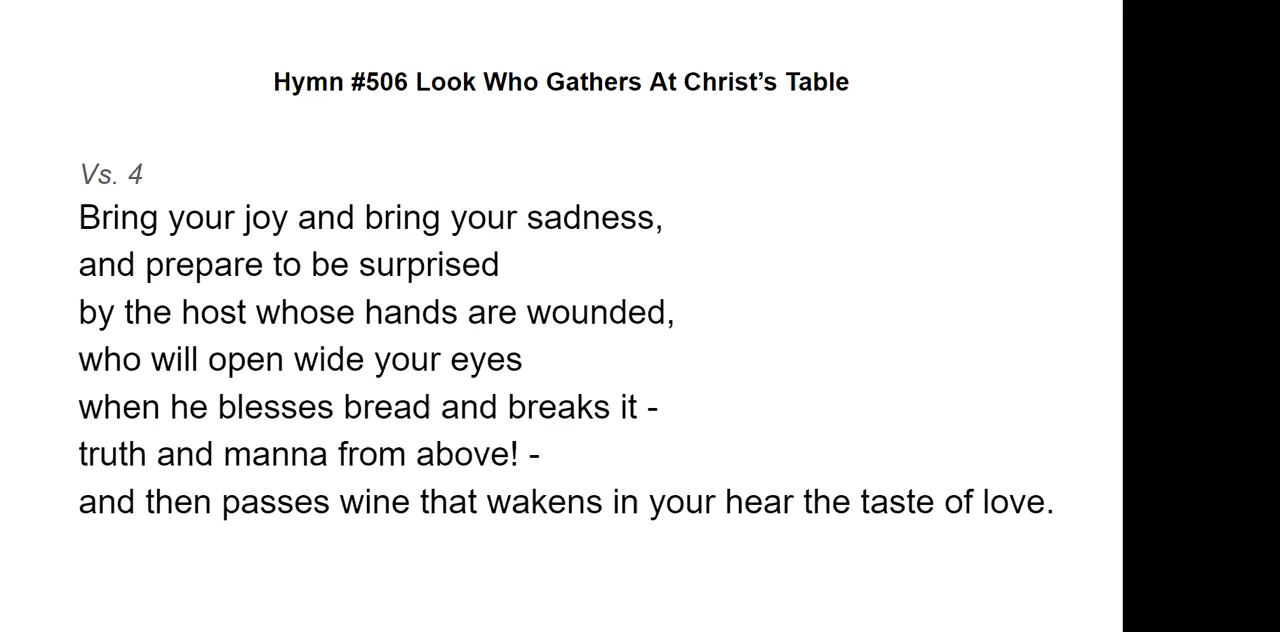 Hymn #506 Look Who Gathers At Christ’s Table
Vs. 4
Bring your joy and bring your sadness,
and prepare to be surprised
by the host whose hands are wounded,
who will open wide your eyes
when he blesses bread and breaks it -
truth and manna from above! -
and then passes wine that wakens in your hear the taste of love.